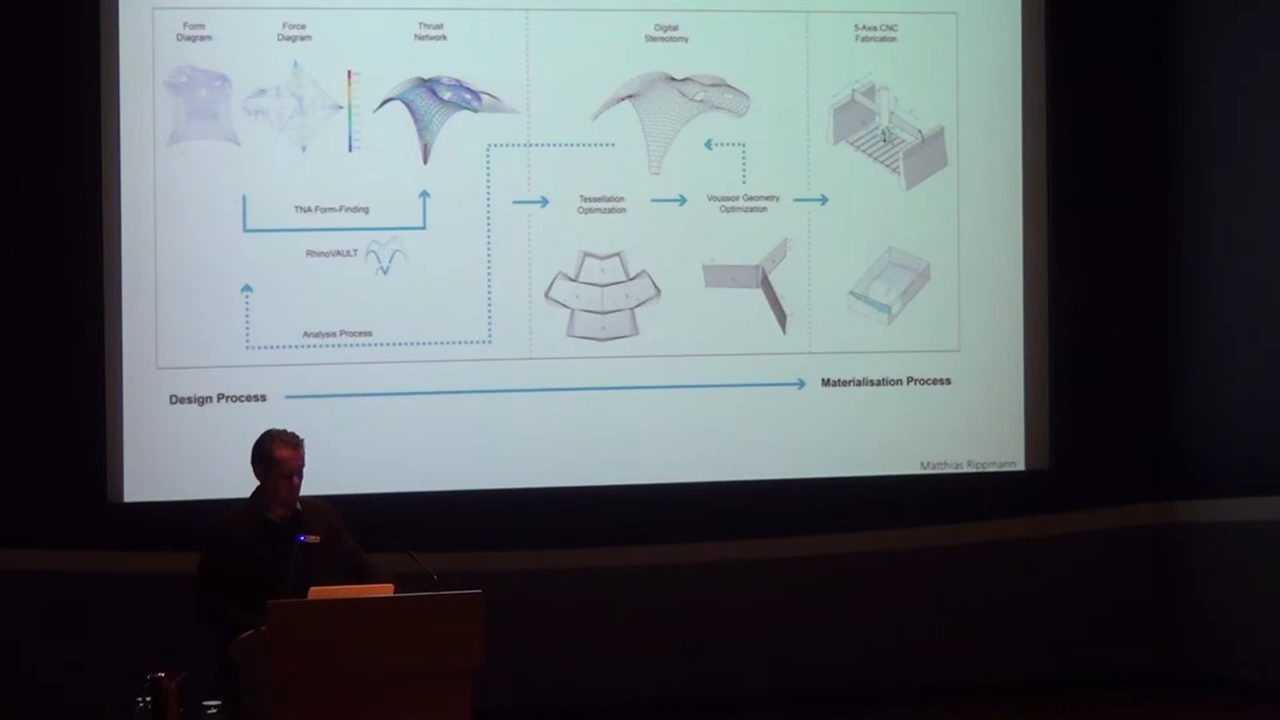 Form
Diagram
Force
Diagram
Thrust
Network
Digital
Stereotomy
5-Axis CNC
Fabrication
TNA Form-Finding
Tessellation
Optimization
Voussoir Geometry
Optimization
RhinoVAULT
Analysis Process
Design Process
Materialisation Process
Matthias Rippmann